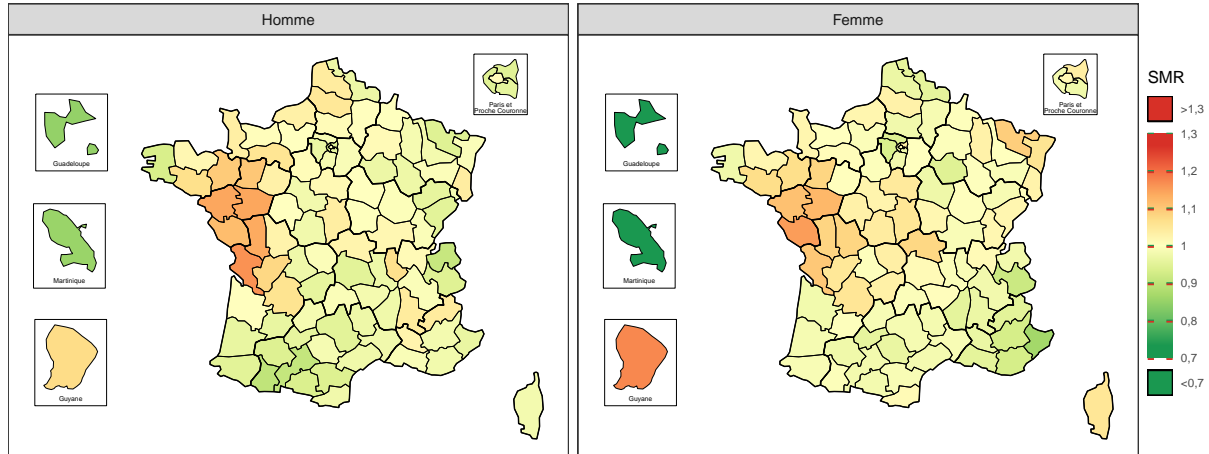 Homme
Paris et
Proche Couronne
Guadeloupe
Martinique
Guyane
Femme
Paris et
Proche Couronne
Guadeloupe
Martinique
Guyane
SMR
>1,3
1,3
1,2
1,1
1
0,9
0,8
0,7
<0,7